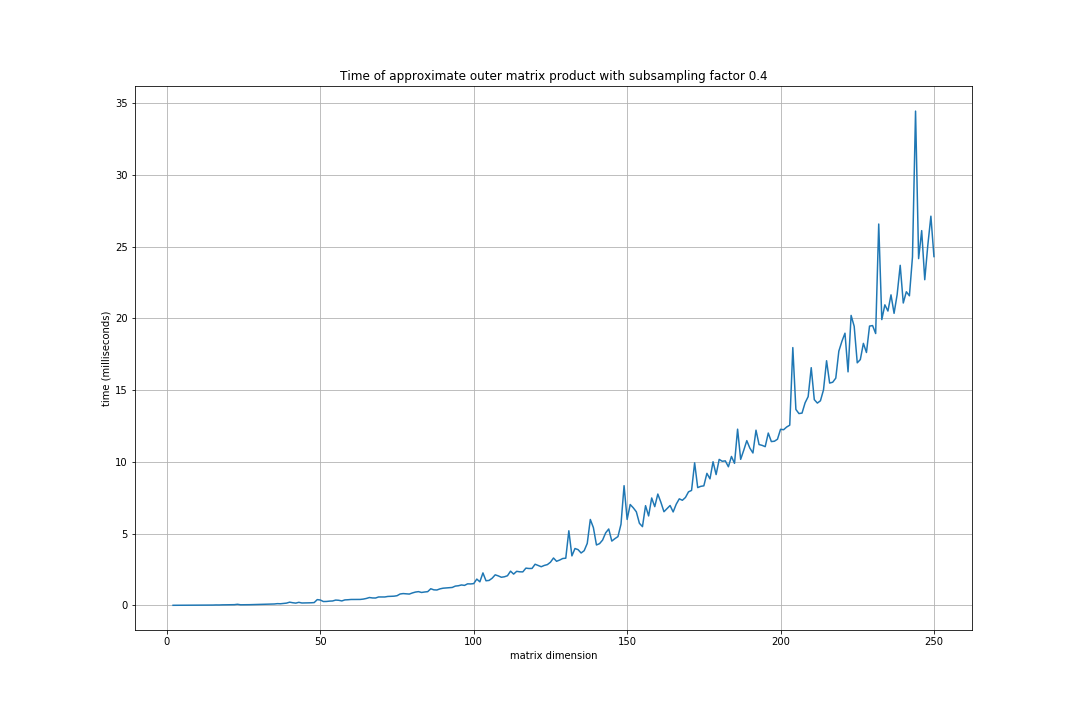 Time of approximate outer matrix product with subsampling factor 0.4
35
30
25
20
15
10
5
0
time (milliseconds)
0 50 100 150 200 250
matrix dimension